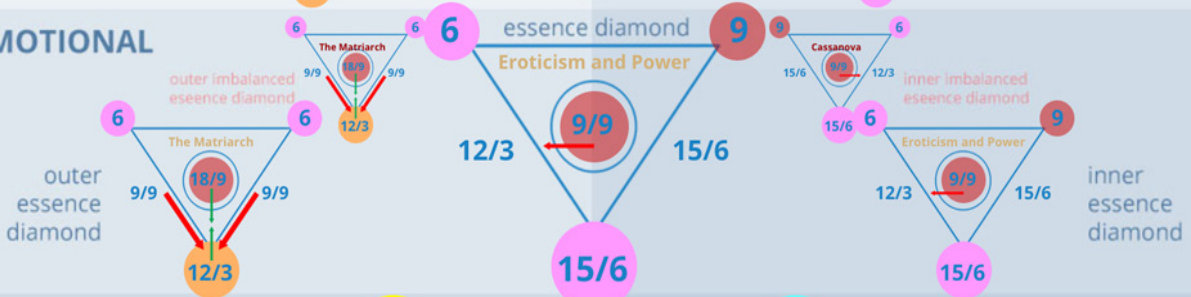 MOTIONAL
6
6
The Matriarch
18/9
9/9
9/9
12/3
outer imbalanced
eseence diamond
6
6
The Matriarch
18/9
9/9
9/9
12/3
outer
essence
diamond
6
essence diamond
9
Eroticism and Power
9/9
12/3
15/6
15/6
9
6
Cassanova
9/9
15/6
12/3
15/6
inner imbalanced
eseence diamond
6
9
Eroticism and Power
9/9
12/3
15/6
15/6
inner
essence
diamond